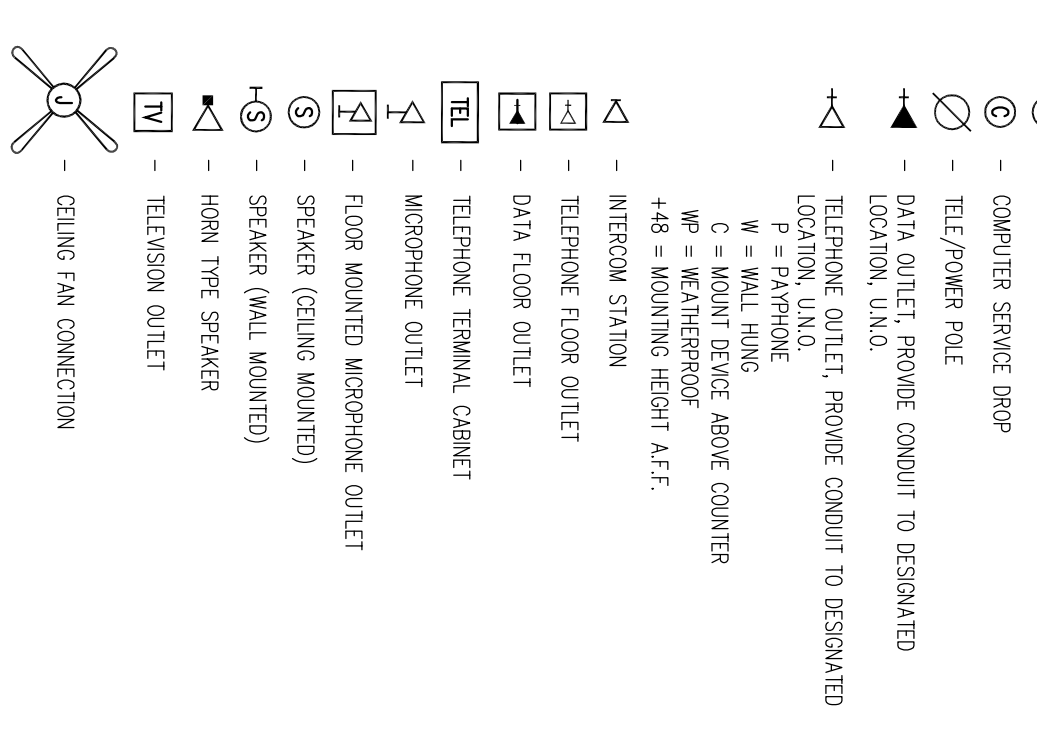 C - COMPUTER SERVICE DROP
- TELE/POWER POLE
- DATA OUTLET, PROVIDE CONDUIT TO DESIGNATED
LOCATION, U.N.O.
- TELEPHONE OUTLET, PROVIDE CONDUIT TO DESIGNATED
LOCATION, U.N.O.
P = PAYPHONE
W = WALL HUNG
C = MOUNT DEVICE ABOVE COUNTER
WP = WEATHERPROOF
+48 = MOUNTING HEIGHT A.F.F.
- INTERCOM STATION
- TELEPHONE FLOOR OUTLET
- DATA FLOOR OUTLET
TEL - TELEPHONE TERMINAL CABINET
- MICROPHONE OUTLET
- FLOOR MOUNTED MICROPHONE OUTLET
S - SPEAKER (CEILING MOUNTED)
S - SPEAKER (WALL MOUNTED)
- HORN TYPE SPEAKER
TV - TELEVISION OUTLET
J - CEILING FAN CONNECTION